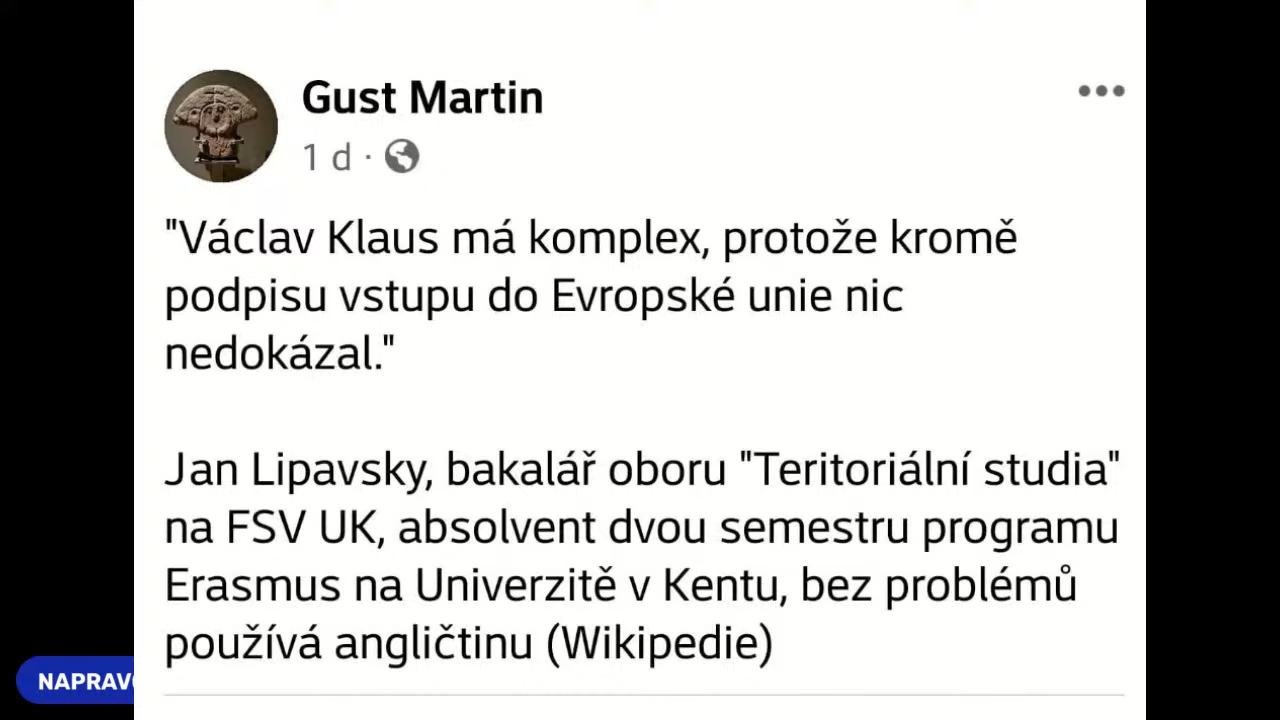 Gust Martin
1 d ·
"Václav Klaus má komplex, protože kromě
podpisu vstupu do Evropské unie nic
nedokázal."
Jan Lipavsky, bakalář oboru "Teritoriální studia"
na FSV UK, absolvent dvou semestru programu
Erasmus na Univerzitě v Kentu, bez problémů
používá angličtinu (Wikipedie)